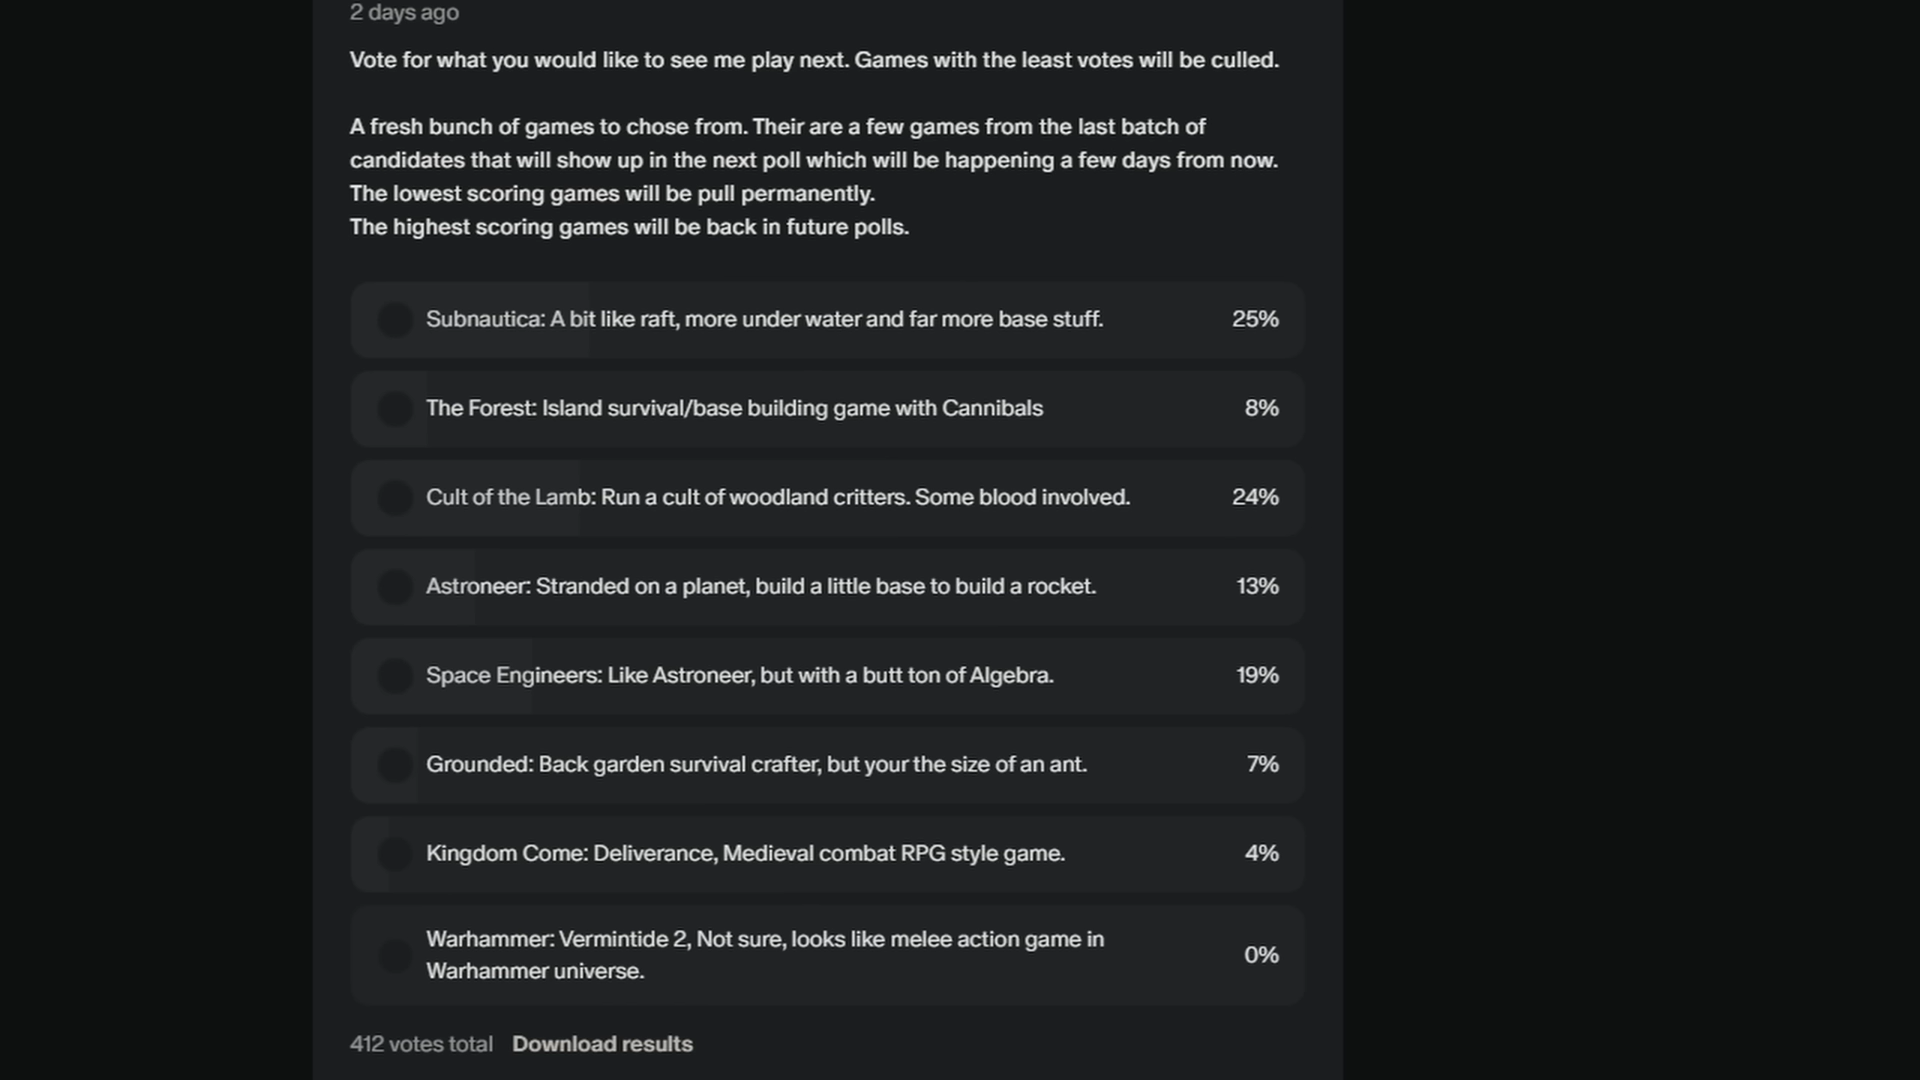 2 days ago
Vote for what you would like to see me play next. Games with the least votes will be culled.
A fresh bunch of games to chose from. Their are a few games from the last batch of
candidates that will show up in the next poll which will be happening a few days from now.
The lowest scoring games will be pull permanently.
The highest scoring games will be back in future polls.
Subnautica: A bit like raft, more under water and far more base stuff. 25%
The Forest: Island survival/base building game with Cannibals 8%
Cult of the Lamb: Run a cult of woodland critters. Some blood involved. 24%
Astroneer: Stranded on a planet, build a little base to build a rocket. 13%
Space Engineers: Like Astroneer, but with a butt ton of Algebra. 19%
Grounded: Back garden survival crafter, but your the size of an ant. 7%
Kingdom Come: Deliverance, Medieval combat RPG style game. 4%
Warhammer: Vermintide 2, Not sure, looks like melee action game in
Warhammer universe. 0%
412 votes total Download results